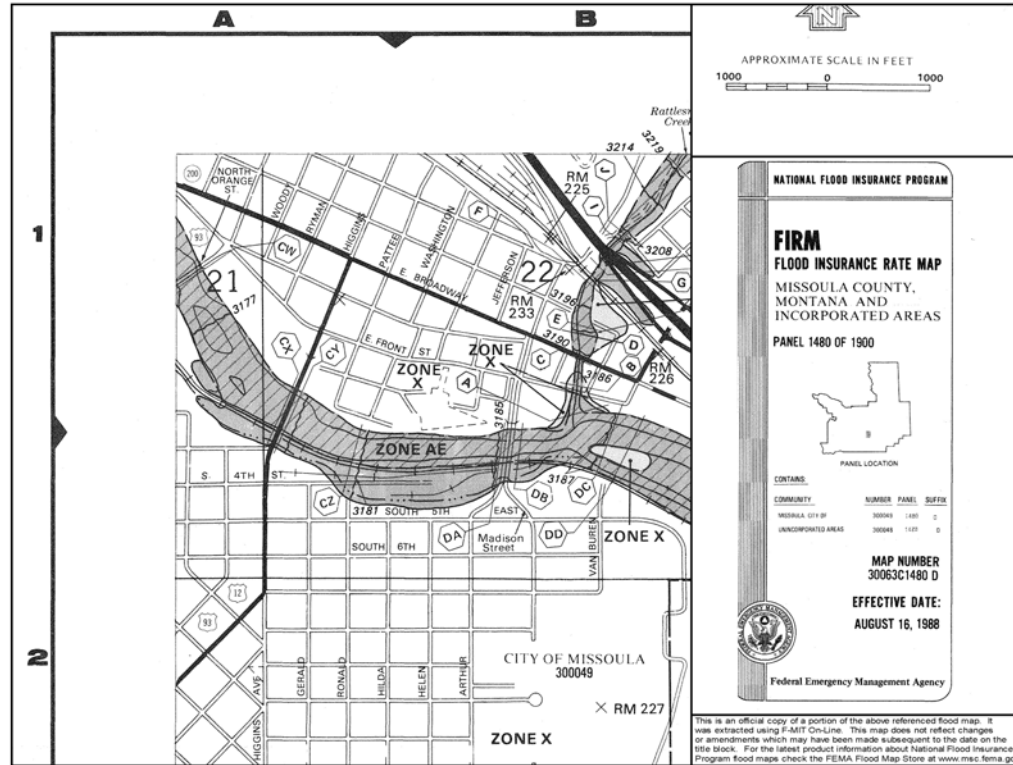 A
B
1
2
N
APPROXIMATE SCALE IN FEET
1000 0 1000
Creek
3219
3214
200
NORTH
ORANGE
ST.
WOODY
RYMAN
HIGGINS
PATTEE
WASHINGTON
JEFFERSON
E. BROADWAY
RM
225
J
I
F
93
CW
21
22
3177
3208
3196
G
RM
233
E
3190
C
D
B
RM
226
3186
CX
CY
E. FRONT ST
ZONE
X
ZONE
X
A
3185
ZONE AE
S. 4TH ST.
CZ
3181
SOUTH 5TH
EAST
3187
DB
DC
DA
Madison
Street
DD
VAN BUREN
ZONE X
SOUTH 6TH
12
93
HIGGINS AVE
GERALD
RONALD
HILDA
HELEN
ARTHUR
CITY OF MISSOULA
300049
RM 227
ZONE X
NATIONAL FLOOD INSURANCE PROGRAM
FIRM
FLOOD INSURANCE RATE MAP
MISSOULA COUNTY,
MONTANA AND
INCORPORATED AREAS
PANEL 1480 OF 1900
PANEL LOCATION
CONTAINS:
COMMUNITY NUMBER PANEL SUFFIX
MISSOULA, CITY OF 300049 1480 D
UNINCORPORATED AREAS 300048 1480 D
MAP NUMBER
30063C1480 D
EFFECTIVE DATE:
AUGUST 16, 1988
Federal Emergency Management Agency
This is an official copy of a portion of the above referenced flood map. It
was extracted using F-MIT On-Line. This map does not reflect changes
or amendments which may have been made subsequent to the date on the
title block. For the latest product information about National Flood Insurance
Program flood maps check the FEMA Flood Map Store at www.msc.fema.go